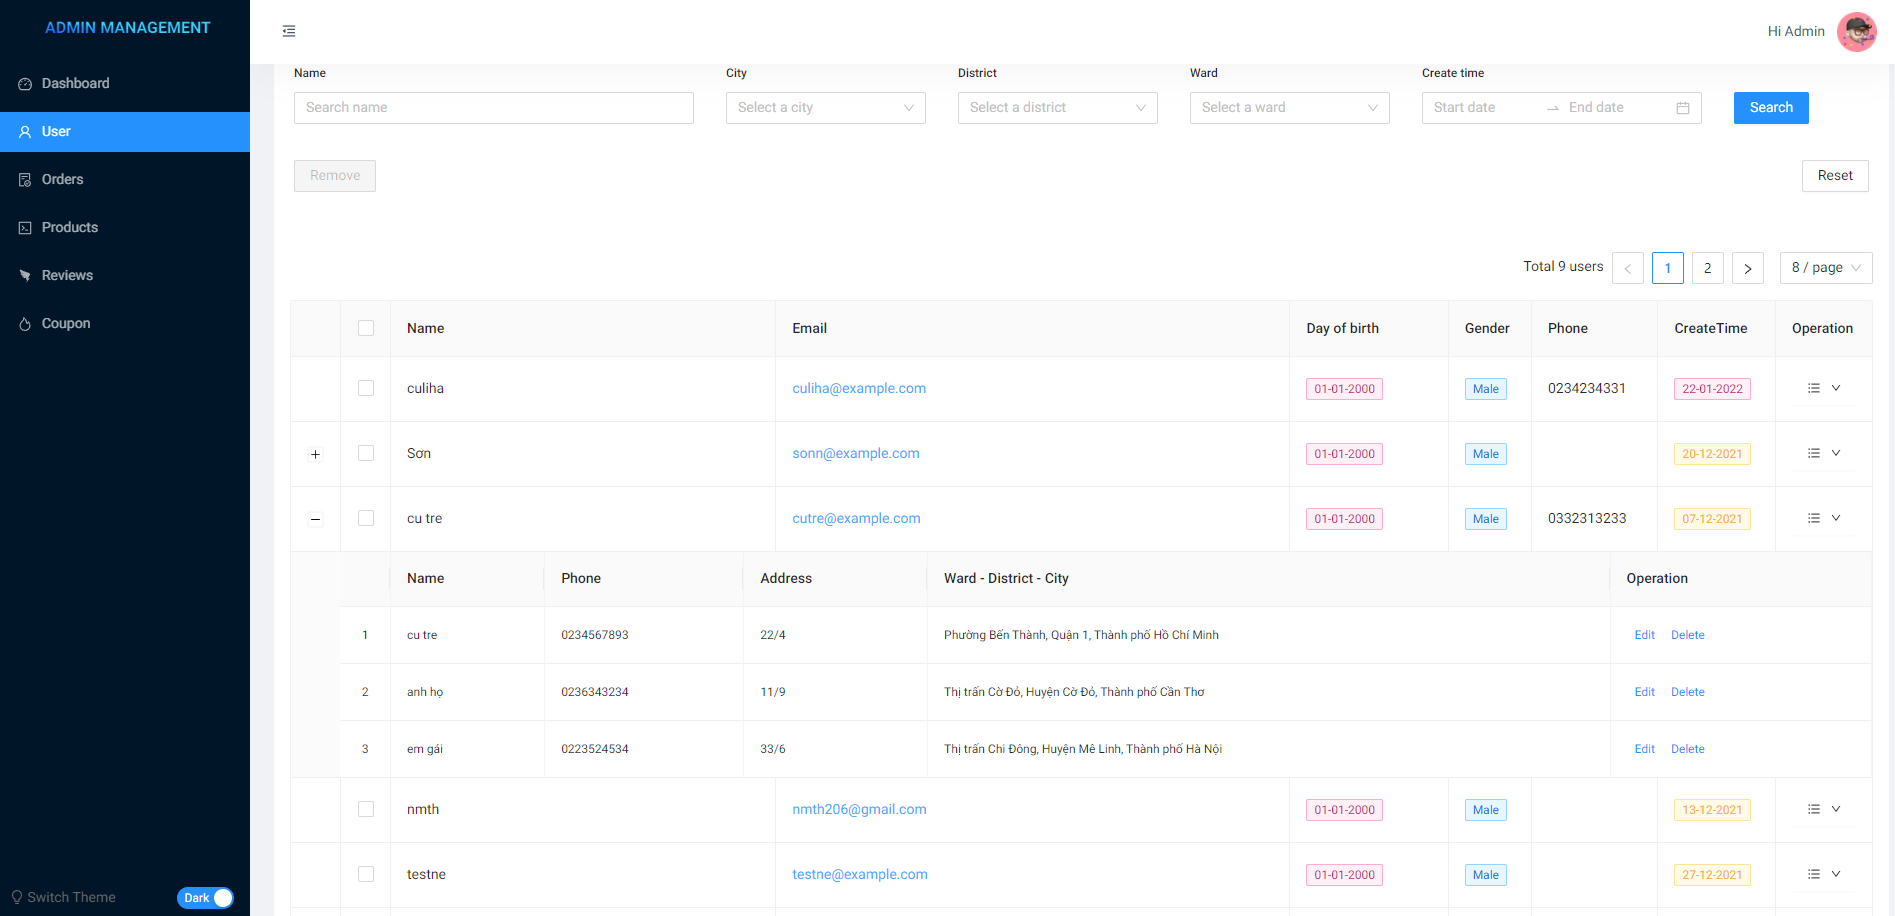 ADMIN MANAGEMENT
Dashboard
User
Orders
Products
Reviews
Coupon
Switch Theme Dark
Hi Admin
Name City District Ward Create time
Search name Select a city Select a district Select a ward Start date End date Search
Remove Reset
Total 9 users 1 2 8 / page
Name Email Day of birth Gender Phone CreateTime Operation
culiha culiha@example.com 01-01-2000 Male 0234234331 22-01-2022
Sơn sonn@example.com 01-01-2000 Male 20-12-2021
cu tre cutre@example.com 01-01-2000 Male 0332313233 07-12-2021
Name Phone Address Ward - District - City Operation
1 cu tre 0234567893 22/4 Phường Bến Thành, Quận 1, Thành phố Hồ Chí Minh Edit Delete
2 anh họ 0236343234 11/9 Thị trấn Cờ Đỏ, Huyện Cờ Đỏ, Thành phố Cần Thơ Edit Delete
3 em gái 0223524534 33/6 Thị trấn Chi Đông, Huyện Mê Linh, Thành phố Hà Nội Edit Delete
nmth nmth206@gmail.com 01-01-2000 Male 13-12-2021
testne testne@example.com 01-01-2000 Male 27-12-2021